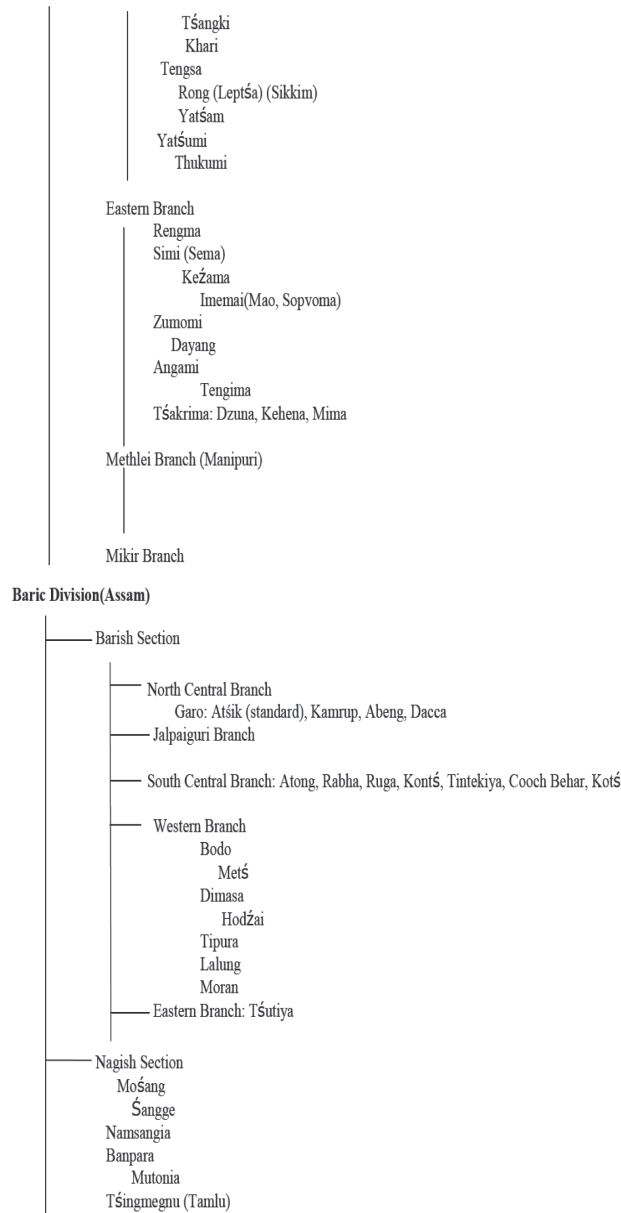 Tśangki
Khari
Tengsa
Rong (Leptśa) (Sikkim)
Yatśam
Yatśumi
Thukumi
Eastern Branch
Rengma
Simi (Sema)
Keźama
Imemai(Mao, Sopvoma)
Zumomi
Dayang
Angami
Tengima
Tśakrima: Dzuna, Kehena, Mima
Methlei Branch (Manipuri)
Mikir Branch
Baric Division(Assam)
Barish Section
North Central Branch
Garo: Atśik (standard), Kamrup, Abeng, Dacca
Jalpaiguri Branch
South Central Branch: Atong, Rabha, Ruga, Kontś, Tintekiya, Cooch Behar, Kotś
Western Branch
Bodo
Metś
Dimasa
Hodźai
Tipura
Lalung
Moran
Eastern Branch: Tśutiya
Nagish Section
Mośang
Śangge
Namsangia
Banpara
Mutonia
Tśingmegnu (Tamlu)